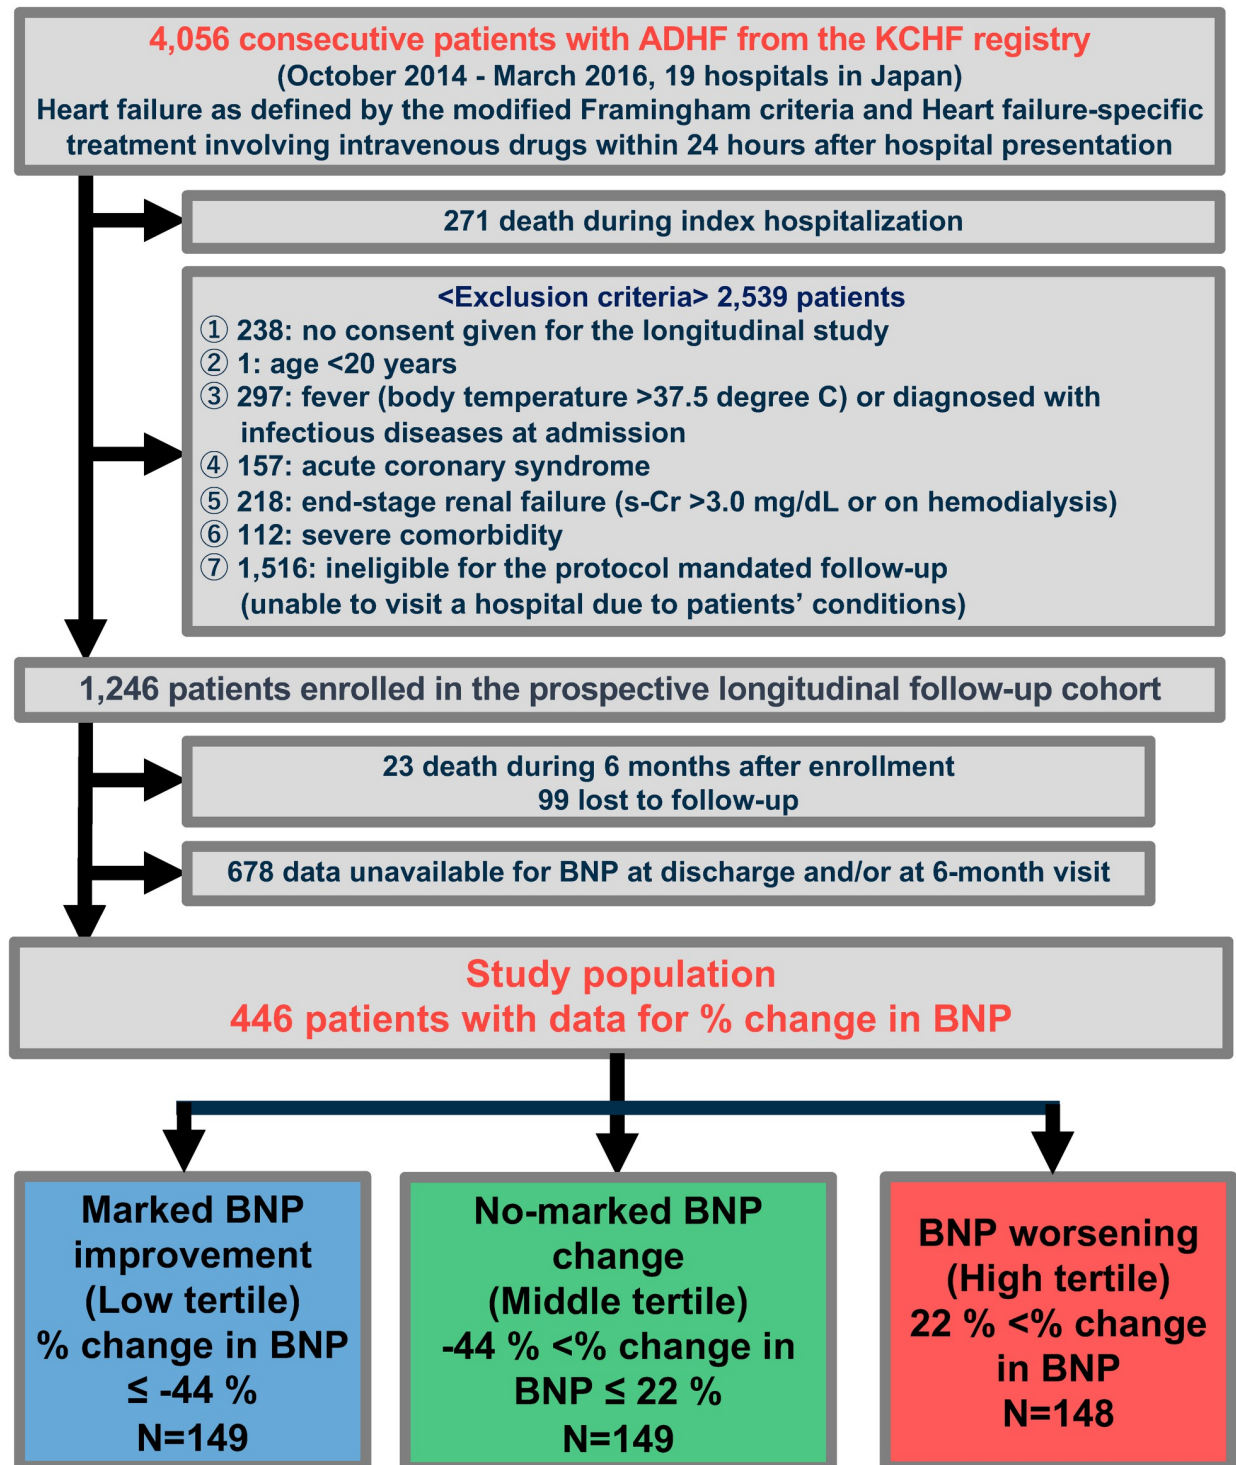 4,056 consecutive patients with ADHF from the KCHF registry
(October 2014 - March 2016, 19 hospitals in Japan)
Heart failure as defined by the modified Framingham criteria and Heart failure-specific
treatment involving intravenous drugs within 24 hours after hospital presentation
271 death during index hospitalization
<Exclusion criteria> 2,539 patients
① 238: no consent given for the longitudinal study
② 1: age <20 years
③ 297: fever (body temperature >37.5 degree C) or diagnosed with
infectious diseases at admission
④ 157: acute coronary syndrome
⑤ 218: end-stage renal failure (s-Cr >3.0 mg/dL or on hemodialysis)
⑥ 112: severe comorbidity
⑦ 1,516: ineligible for the protocol mandated follow-up
(unable to visit a hospital due to patients’ conditions)
1,246 patients enrolled in the prospective longitudinal follow-up cohort
23 death during 6 months after enrollment
99 lost to follow-up
678 data unavailable for BNP at discharge and/or at 6-month visit
Study population
446 patients with data for % change in BNP
Marked BNP
improvement
(Low tertile)
% change in BNP
≤ -44 %
N=149
No-marked BNP
change
(Middle tertile)
-44 % <% change in
BNP ≤ 22 %
N=149
BNP worsening
(High tertile)
22 % <% change
in BNP
N=148